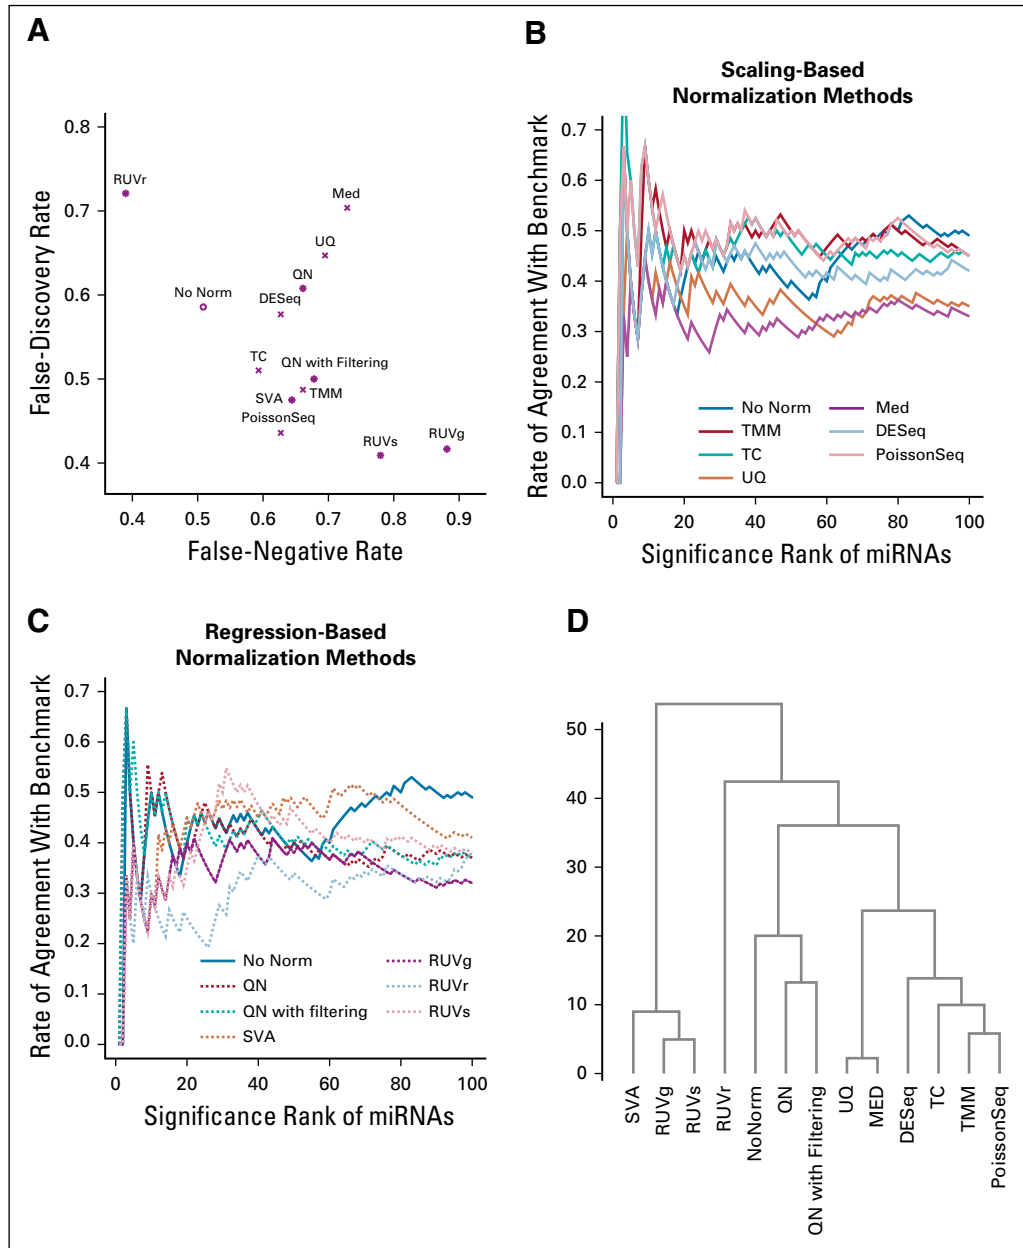 A
False-Discovery Rate
0.8
0.7
0.6
0.5
0.4
RUVr
Med
UQ
QN
No Norm
DESeq
TC
QN with Filtering
SVA
TMM
PoissonSeq
RUVs
RUVg
0.4 0.5 0.6 0.7 0.8 0.9
False-Negative Rate
B
Scaling-Based
Normalization Methods
Rate of Agreement With Benchmark
0.7
0.6
0.5
0.4
0.3
0.2
0.1
0.0
No Norm
TMM
TC
UQ
Med
DESeq
PoissonSeq
0 20 40 60 80 100
Significance Rank of miRNAs
C
Regression-Based
Normalization Methods
Rate of Agreement With Benchmark
0.7
0.6
0.5
0.4
0.3
0.2
0.1
0.0
No Norm
QN
QN with filtering
SVA
RUVg
RUVr
RUVs
0 20 40 60 80 100
Significance Rank of miRNAs
D
50
40
30
20
10
0
SVA
RUVg
RUVs
RUVr
NoNorm
QN
QN with Filtering
UQ
MED
DESeq
TC
TMM
PoissonSeq